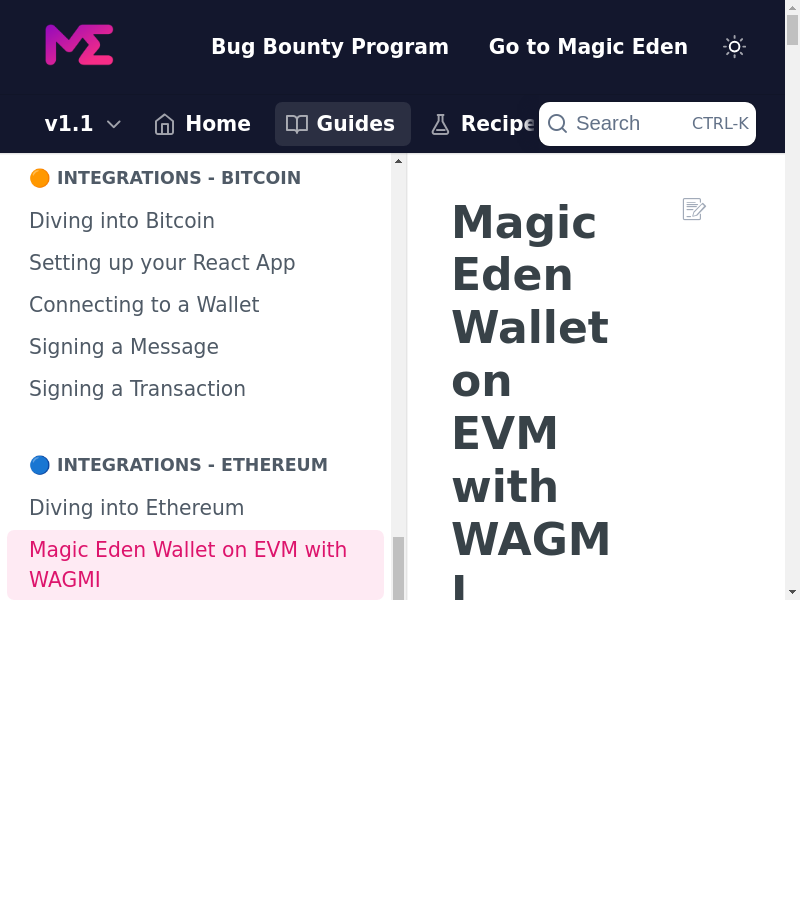 Bug Bounty Program
Go to Magic Eden
v1.1
Home
Guides
Recipe
Search
CTRL-K
INTEGRATIONS - BITCOIN
Diving into Bitcoin
Setting up your React App
Connecting to a Wallet
Signing a Message
Signing a Transaction
INTEGRATIONS - ETHEREUM
Diving into Ethereum
Magic Eden Wallet on EVM with
WAGMI
Magic
Eden
Wallet
on
EVM
with
WAGM
I